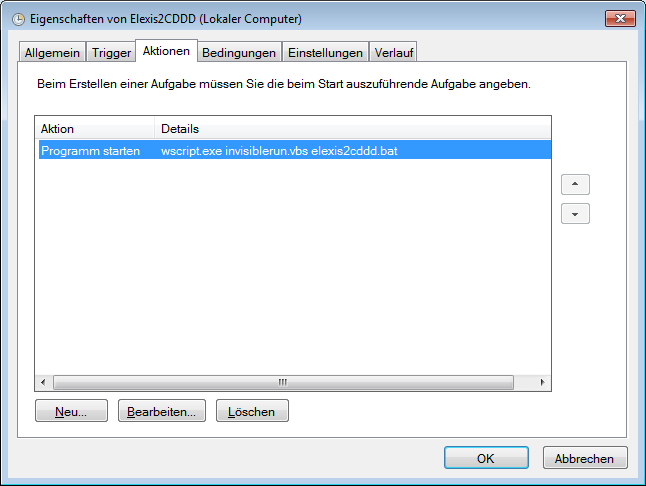 Eigenschaften von Elexis2CDDD (Lokaler Computer)
Allgemein Trigger Aktionen Bedingungen Einstellungen Verlauf
Beim Erstellen einer Aufgabe müssen Sie die beim Start auszuführende Aufgabe angeben.
Aktion Details
Programm starten wscript.exe invisiblerun.vbs elexis2cddd.bat
Neu... Bearbeiten... Löschen
OK Abbrechen